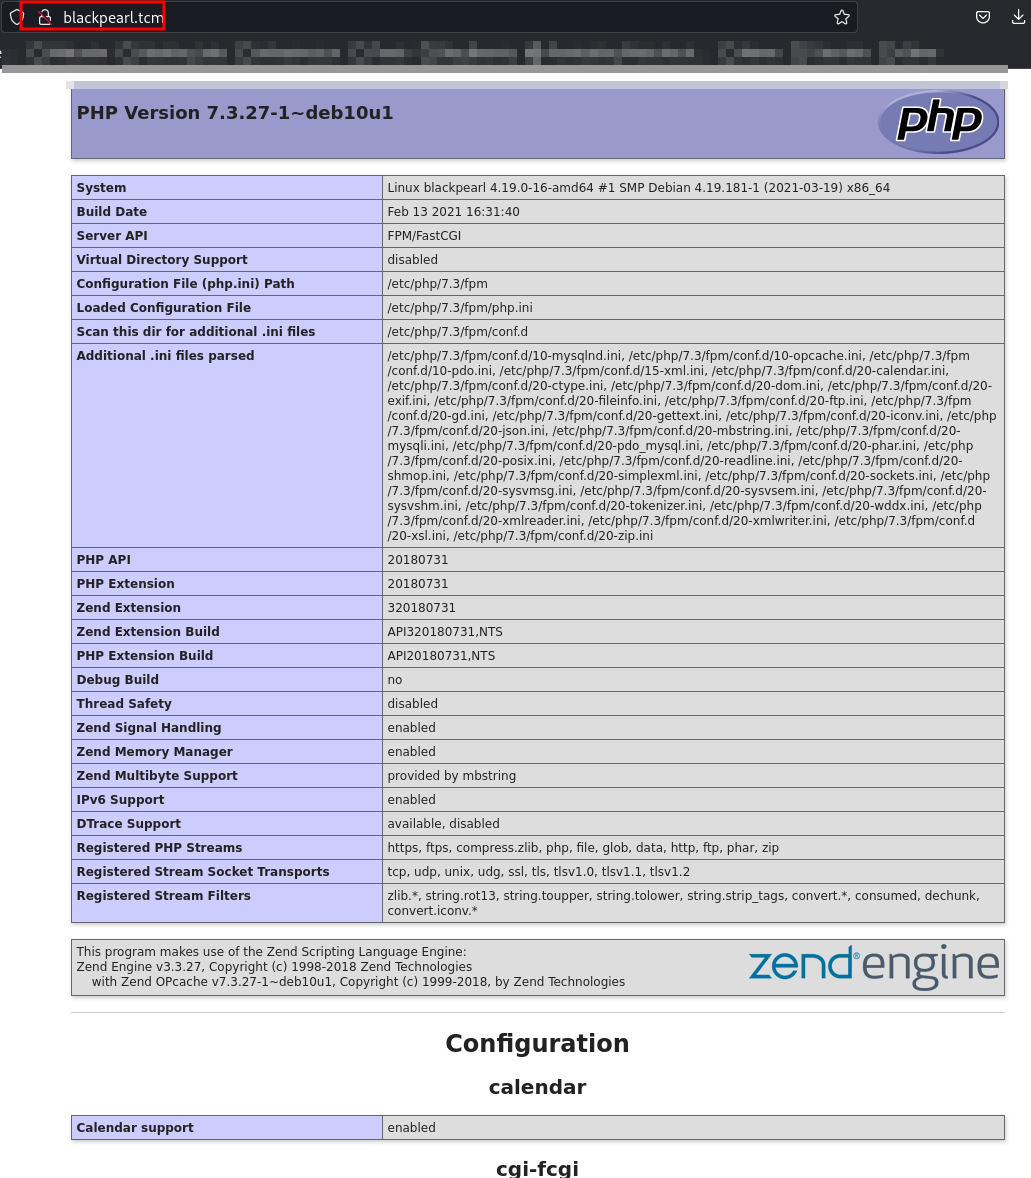 blackpearl.tcm
PHP Version 7.3.27-1~deb10u1
php
System Linux blackpearl 4.19.0-16-amd64 #1 SMP Debian 4.19.181-1 (2021-03-19) x86_64
Build Date Feb 13 2021 16:31:40
Server API FPM/FastCGI
Virtual Directory Support disabled
Configuration File (php.ini) Path /etc/php/7.3/fpm
Loaded Configuration File /etc/php/7.3/fpm/php.ini
Scan this dir for additional .ini files /etc/php/7.3/fpm/conf.d
Additional .ini files parsed /etc/php/7.3/fpm/conf.d/10-mysqlnd.ini, /etc/php/7.3/fpm/conf.d/10-opcache.ini, /etc/php/7.3/fpm
/conf.d/10-pdo.ini, /etc/php/7.3/fpm/conf.d/15-xml.ini, /etc/php/7.3/fpm/conf.d/20-calendar.ini,
/etc/php/7.3/fpm/conf.d/20-ctype.ini, /etc/php/7.3/fpm/conf.d/20-dom.ini, /etc/php/7.3/fpm/conf.d/20-
exif.ini, /etc/php/7.3/fpm/conf.d/20-fileinfo.ini, /etc/php/7.3/fpm/conf.d/20-ftp.ini, /etc/php/7.3/fpm
/conf.d/20-gd.ini, /etc/php/7.3/fpm/conf.d/20-gettext.ini, /etc/php/7.3/fpm/conf.d/20-iconv.ini, /etc/php
/7.3/fpm/conf.d/20-json.ini, /etc/php/7.3/fpm/conf.d/20-mbstring.ini, /etc/php/7.3/fpm/conf.d/20-
mysqli.ini, /etc/php/7.3/fpm/conf.d/20-pdo_mysql.ini, /etc/php/7.3/fpm/conf.d/20-phar.ini, /etc/php
/7.3/fpm/conf.d/20-posix.ini, /etc/php/7.3/fpm/conf.d/20-readline.ini, /etc/php/7.3/fpm/conf.d/20-
shmop.ini, /etc/php/7.3/fpm/conf.d/20-simplexml.ini, /etc/php/7.3/fpm/conf.d/20-sockets.ini, /etc/php
/7.3/fpm/conf.d/20-sysvmsg.ini, /etc/php/7.3/fpm/conf.d/20-sysvsem.ini, /etc/php/7.3/fpm/conf.d/20-
sysvshm.ini, /etc/php/7.3/fpm/conf.d/20-tokenizer.ini, /etc/php/7.3/fpm/conf.d/20-wddx.ini, /etc/php
/7.3/fpm/conf.d/20-xmlreader.ini, /etc/php/7.3/fpm/conf.d/20-xmlwriter.ini, /etc/php/7.3/fpm/conf.d
/20-xsl.ini, /etc/php/7.3/fpm/conf.d/20-zip.ini
PHP API 20180731
PHP Extension 20180731
Zend Extension 320180731
Zend Extension Build API320180731,NTS
PHP Extension Build API20180731,NTS
Debug Build no
Thread Safety disabled
Zend Signal Handling enabled
Zend Memory Manager enabled
Zend Multibyte Support provided by mbstring
IPv6 Support enabled
DTrace Support available, disabled
Registered PHP Streams https, ftps, compress.zlib, php, file, glob, data, http, ftp, phar, zip
Registered Stream Socket Transports tcp, udp, unix, udg, ssl, tls, tlsv1.0, tlsv1.1, tlsv1.2
Registered Stream Filters zlib.*, string.rot13, string.toupper, string.tolower, string.strip_tags, convert.*, consumed, dechunk,
convert.iconv.*
This program makes use of the Zend Scripting Language Engine:
Zend Engine v3.3.27, Copyright (c) 1998-2018 Zend Technologies
with Zend OPcache v7.3.27-1~deb10u1, Copyright (c) 1999-2018, by Zend Technologies
zend® engine
Configuration
calendar
Calendar support enabled
cgi-fcgi